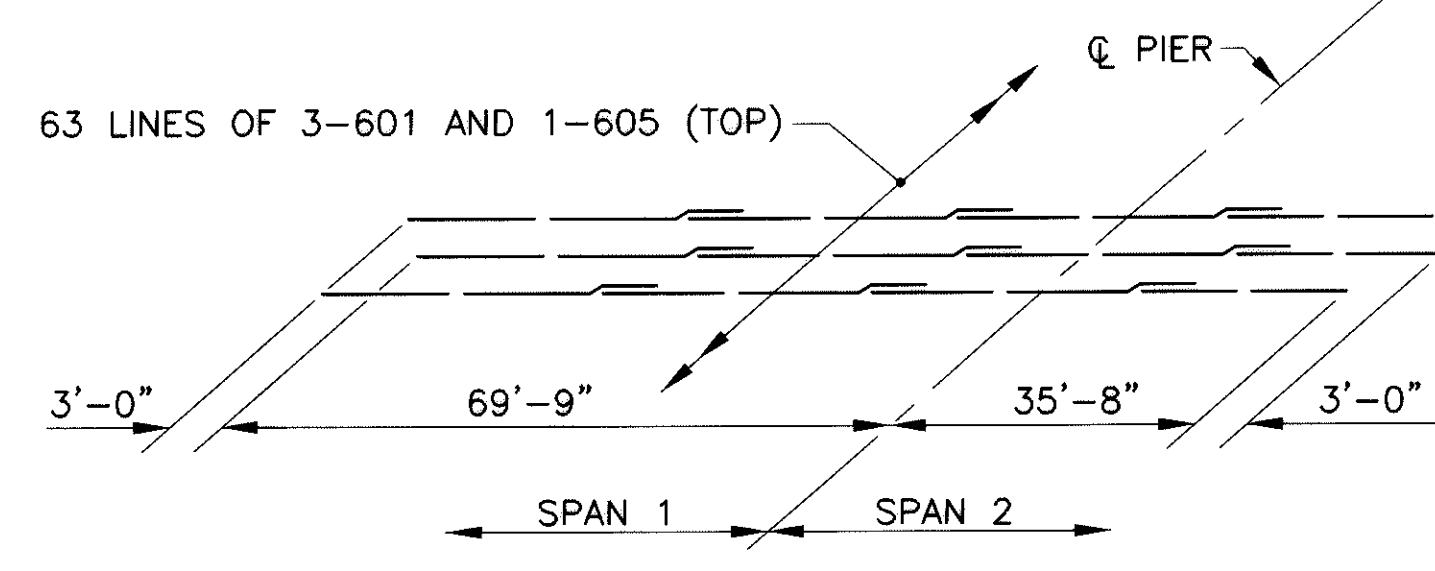 ℄ PIER
63 LINES OF 3-601 AND 1-605 (TOP)
3'-0" 69'-9" 35'-8" 3'-0"
SPAN 1 SPAN 2